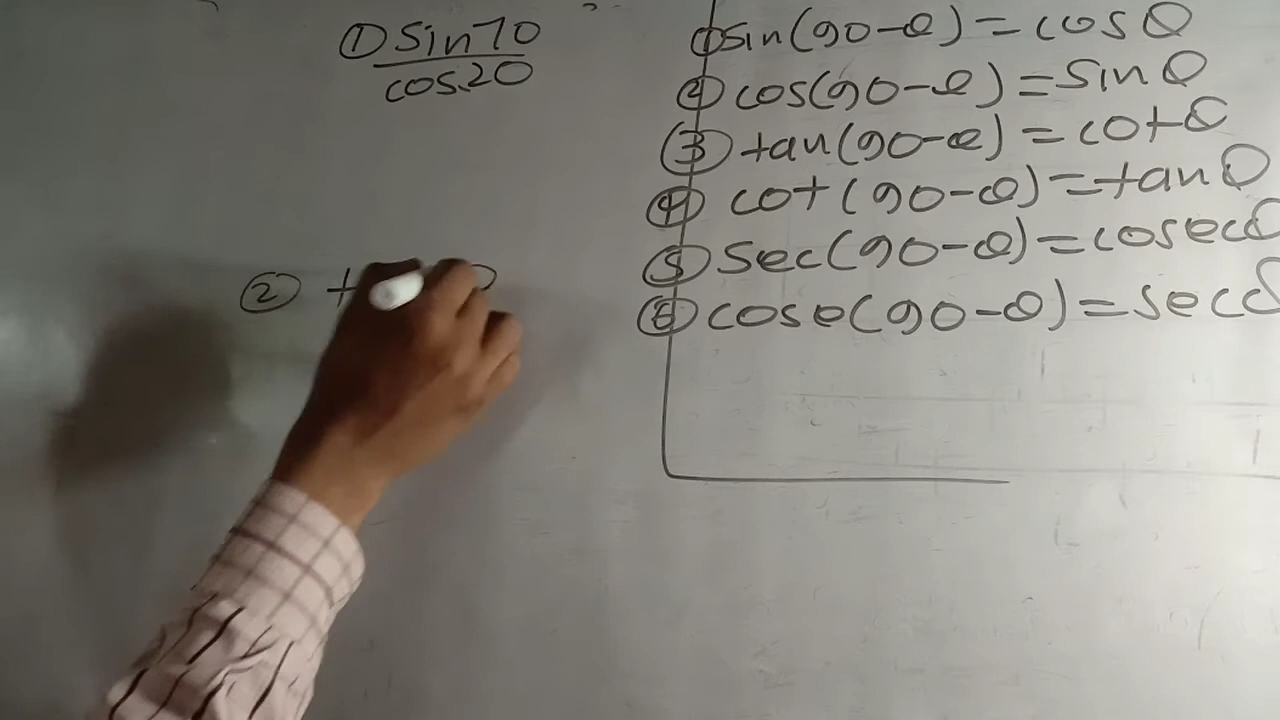 ① sin70
cos20
② +
① sin(90-θ)=cosθ
② cos(90-θ)=sinθ
③ tan(90-θ)=cotθ
④ cot(90-θ)=tanθ
⑤ sec(90-θ)=cosecθ
⑥ cose(90-θ)=secθ